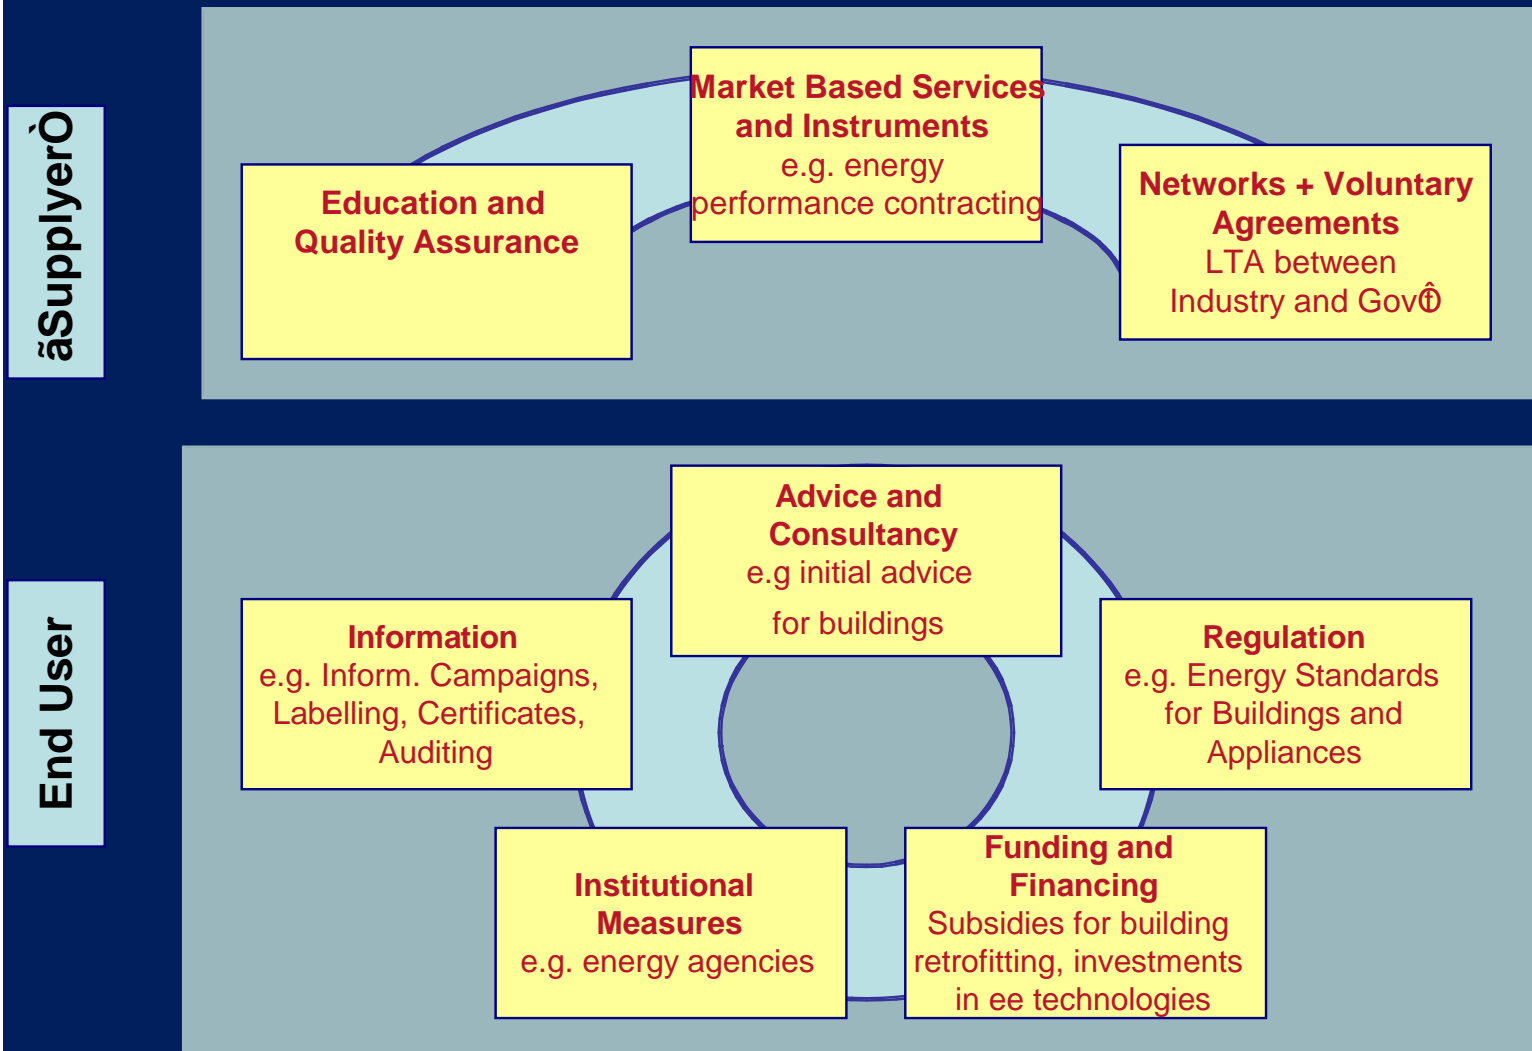 ãSupplyerÒ
Market Based Services
and Instruments
e.g. energy
performance contracting
Education and
Quality Assurance
Networks + Voluntary
Agreements
LTA between
Industry and Gov
End User
Advice and
Consultancy
e.g initial advice
for buildings
Information
e.g. Inform. Campaigns,
Labelling, Certificates,
Auditing
Regulation
e.g. Energy Standards
for Buildings and
Appliances
Institutional
Measures
e.g. energy agencies
Funding and
Financing
Subsidies for building
retrofitting, investments
in ee technologies